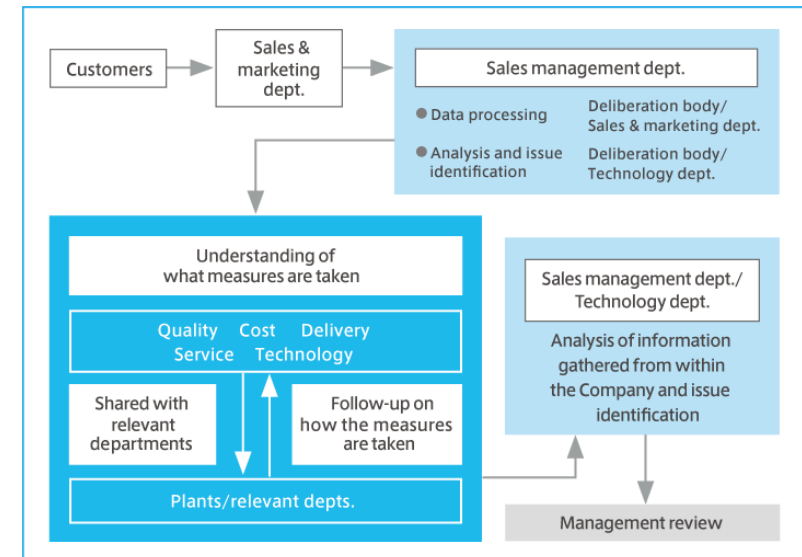 Customers
Sales &
marketing
dept.
Sales management dept.
● Data processing
Deliberation body/
Sales & marketing dept.
● Analysis and issue
identification
Deliberation body/
Technology dept.
Understanding of
what measures are taken
Quality Cost Delivery
Service Technology
Shared with
relevant
departments
Follow-up on
how the measures
are taken
Plants/relevant depts.
Sales management dept./
Technology dept.
Analysis of information
gathered from within
the Company and issue
identification
Management review